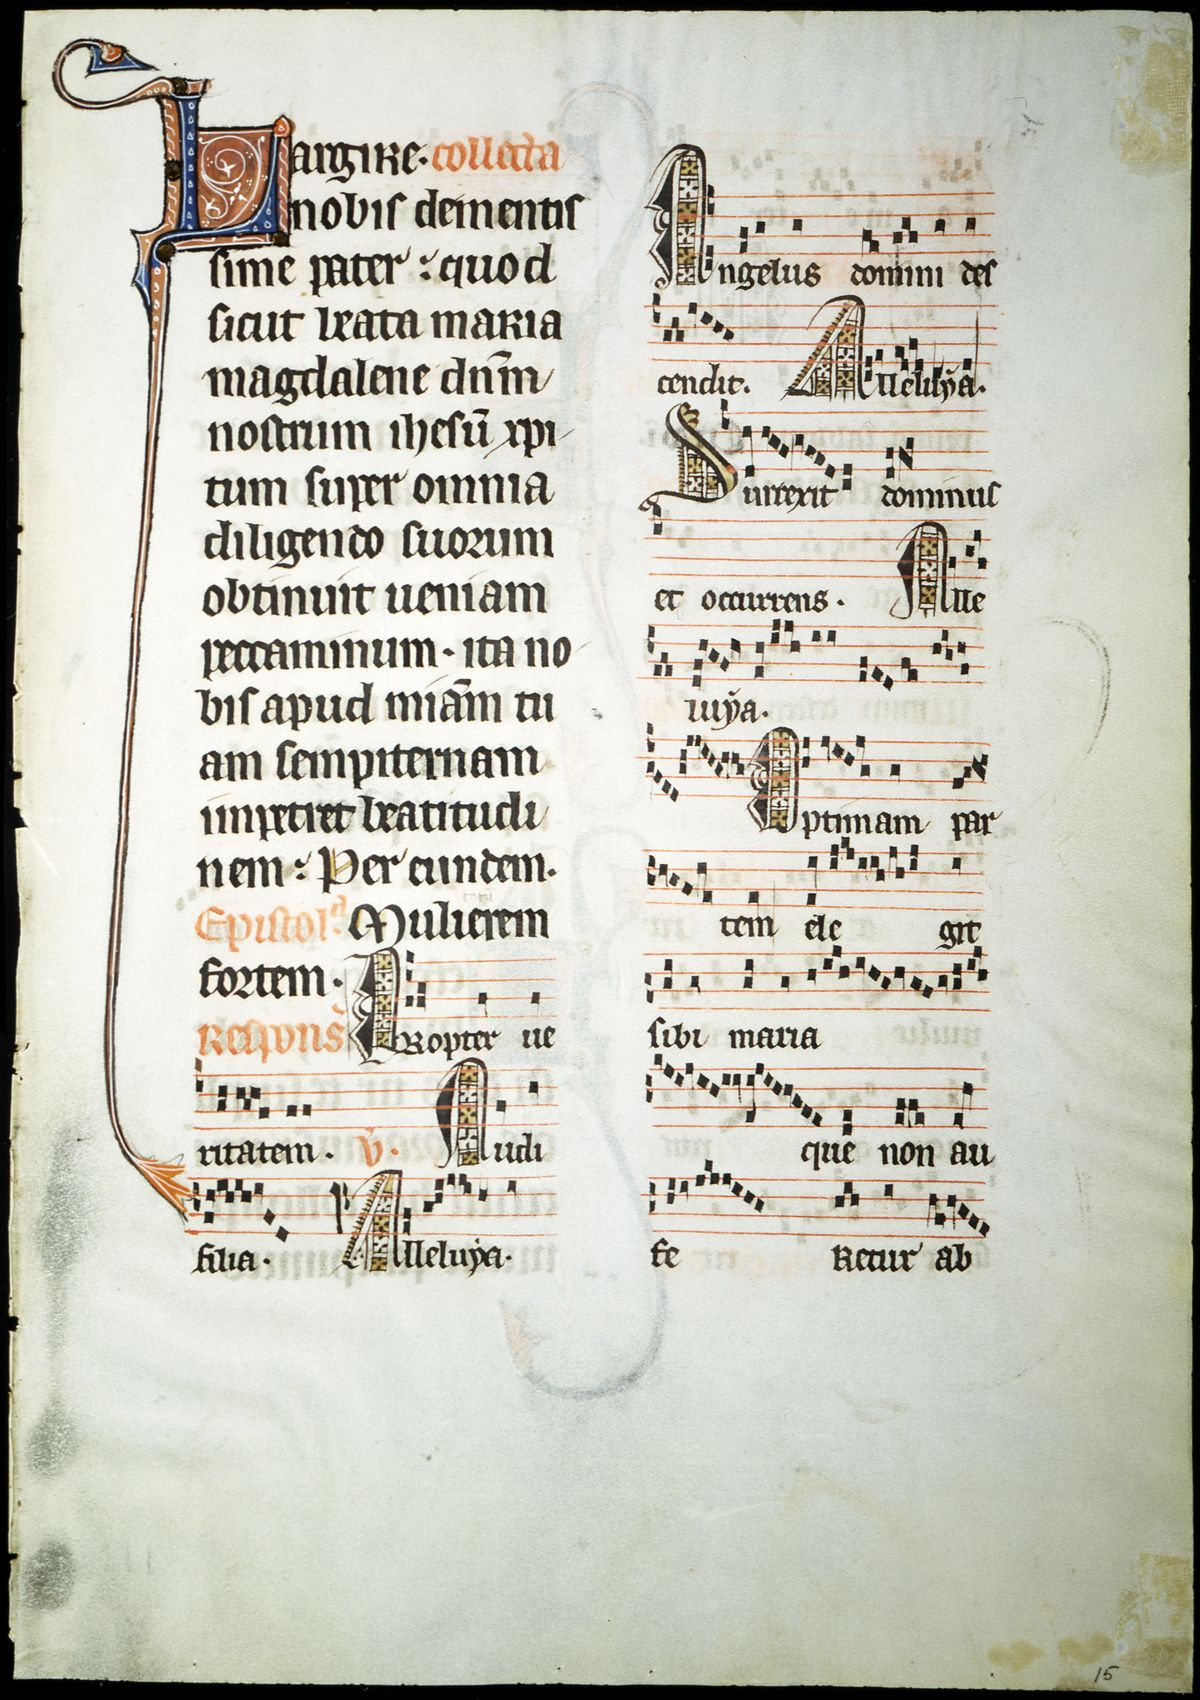 Largire. collecta
nobis clementis
sime pater: quod
sicut beata maria
magdalene dnm̄
nostrum ihesū xpi
tum super omnia
diligendo suorum
obtinuit ueniam
peccaminum. ita no
bis apud miām tu
am sempiternam
inpetret beatitudi
nem: Per eundem.
Epistola. Mulierem
fortem.
Respons̄ Propter ue
ritatem. v̄. Audi
filia. Alleluya.
Angelus domini des
cendit. Alleluya.
Surrexit dominus
et occurrens. Alle
luya.
Optimam par
tem ele git
sibi maria
que non au
fe Retur ab
15